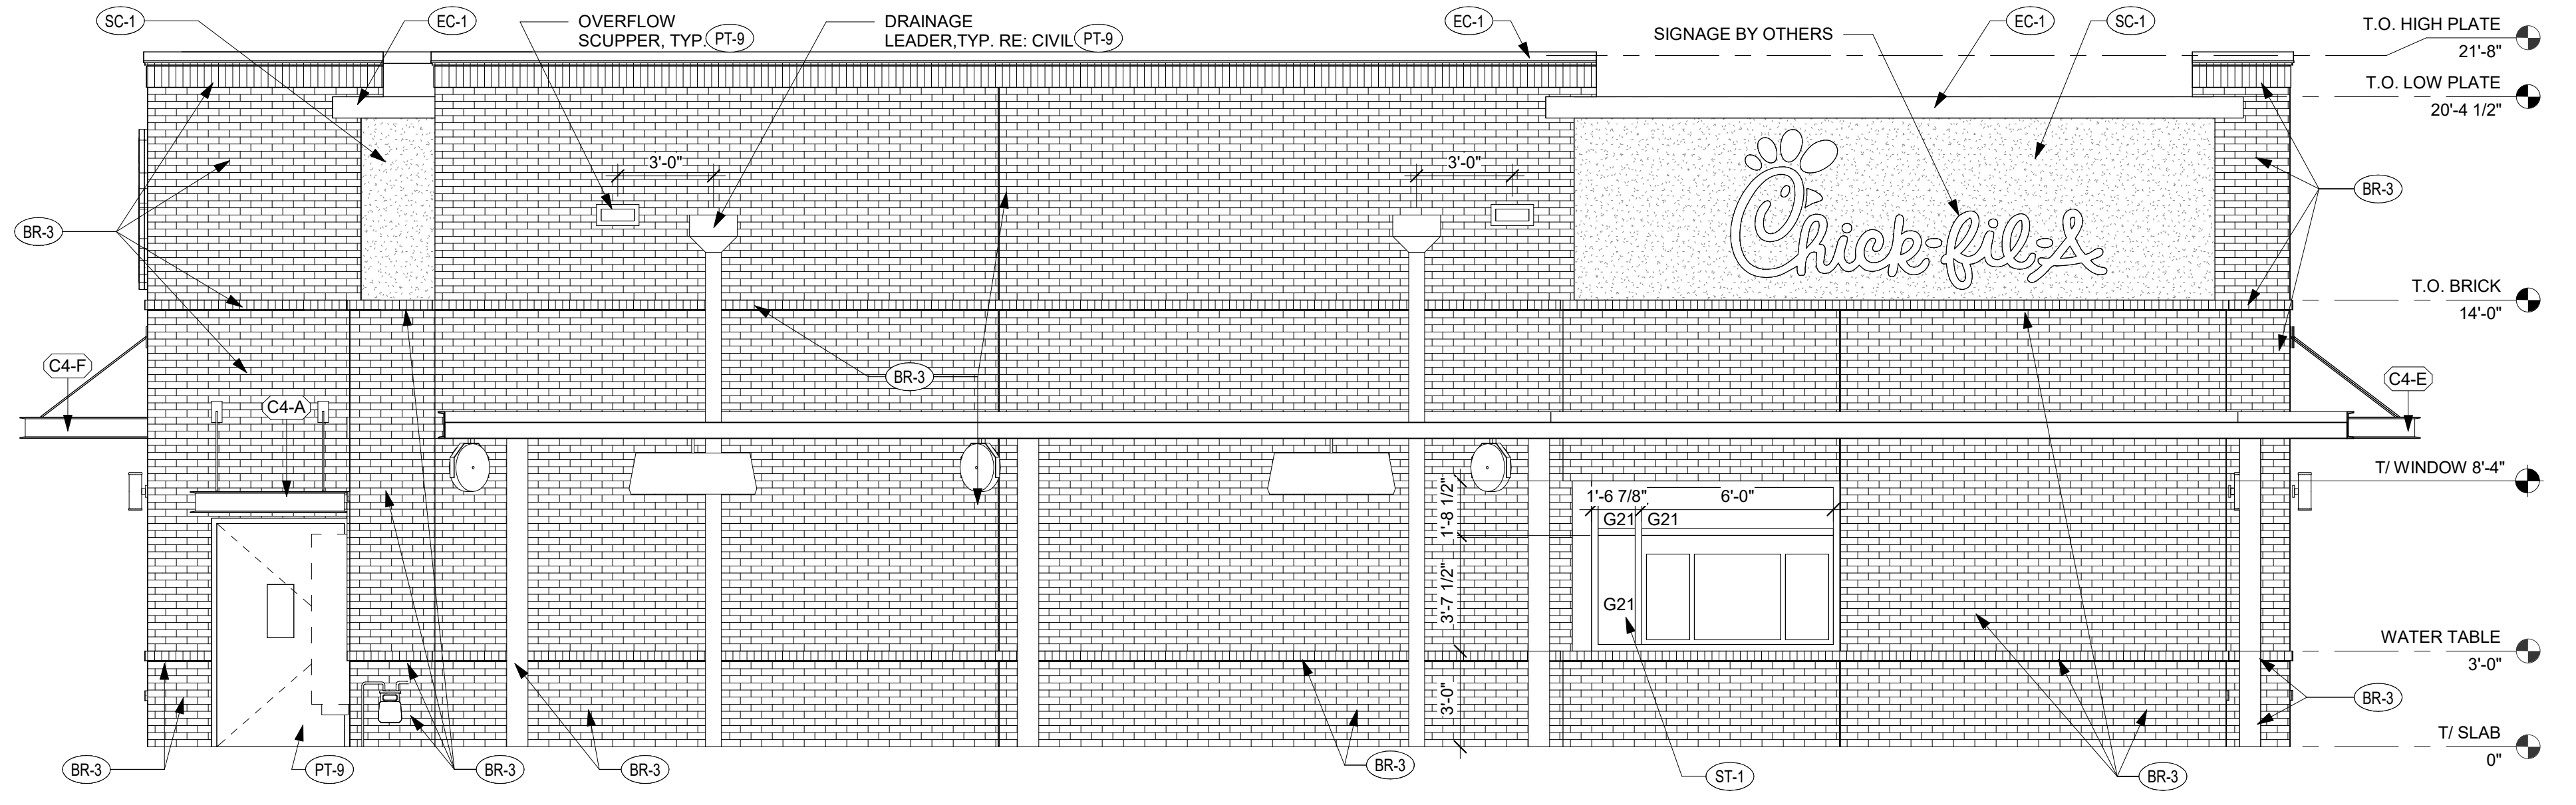 SC-1
EC-1
OVERFLOW
SCUPPER, TYP.
PT-9
DRAINAGE
LEADER,TYP. RE: CIVIL
PT-9
EC-1
SIGNAGE BY OTHERS
EC-1
SC-1
T.O. HIGH PLATE
21'-8"
T.O. LOW PLATE
20'-4 1/2"
3'-0"
3'-0"
BR-3
BR-3
Chick-fil-A
T.O. BRICK
14'-0"
C4-F
C4-A
BR-3
C4-E
T/ WINDOW 8'-4"
1'-8 1/2"
1'-6 7/8"
6'-0"
G21
G21
3'-7 1/2"
G21
WATER TABLE
3'-0"
3'-0"
BR-3
T/ SLAB
0"
BR-3
PT-9
BR-3
BR-3
BR-3
ST-1
BR-3